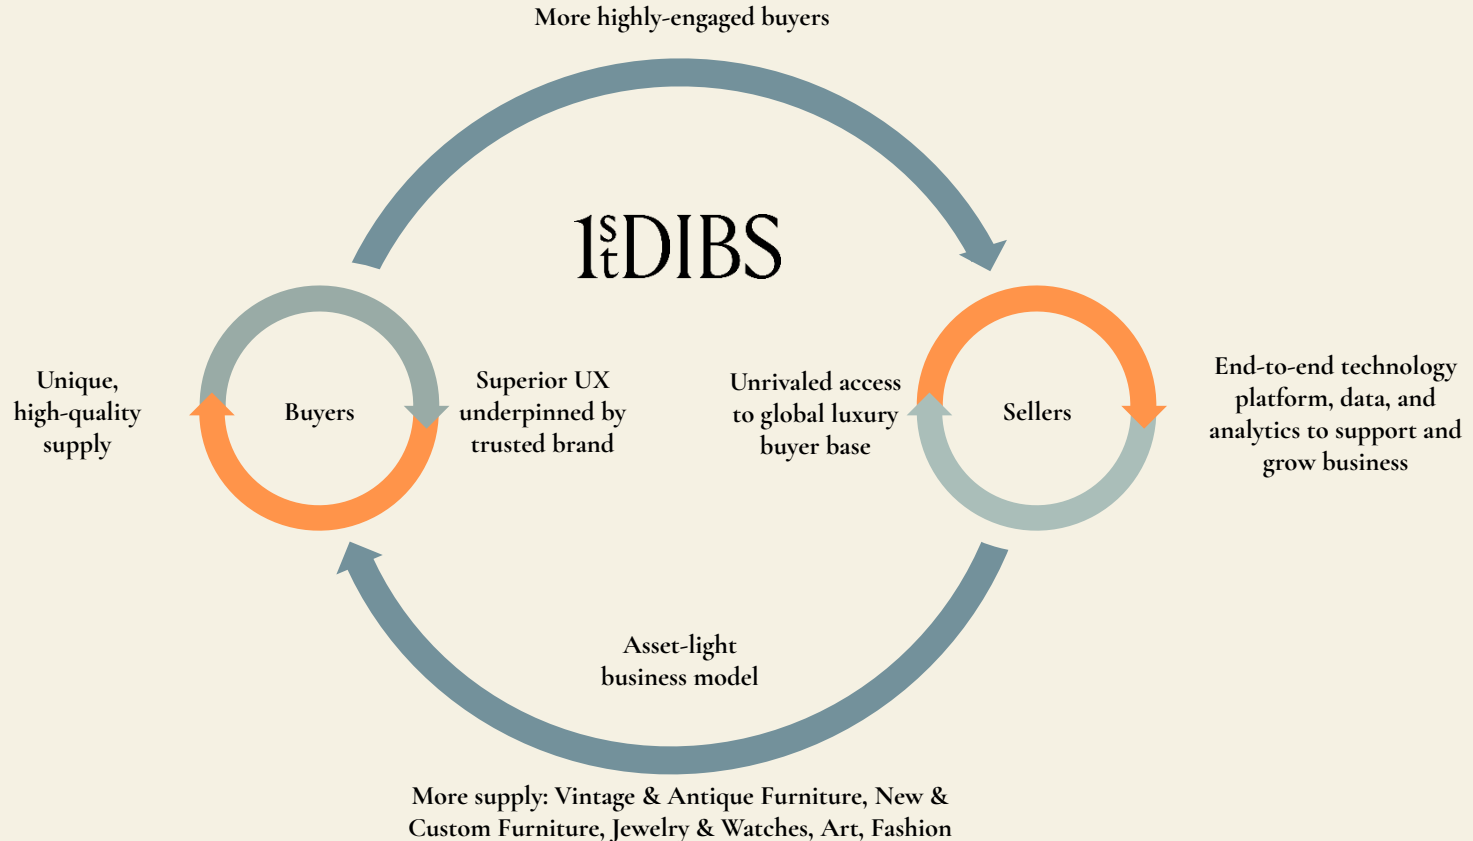 More highly-engaged buyers
1stDIBS
Unique,
high-quality
supply
Buyers
Superior UX
underpinned by
trusted brand
Unrivaled access
to global luxury
buyer base
Sellers
End-to-end technology
platform, data, and
analytics to support and
grow business
Asset-light
business model
More supply: Vintage & Antique Furniture, New &
Custom Furniture, Jewelry & Watches, Art, Fashion